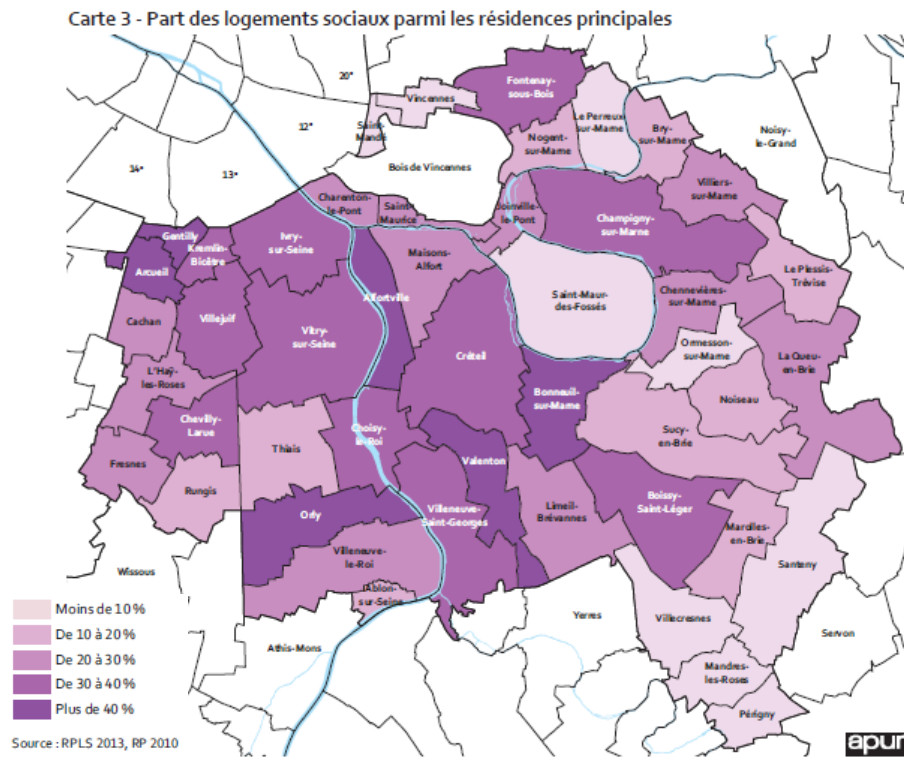 Carte 3 - Part des logements sociaux parmi les résidences principales
20e
Fontenay-
sous-Bois
Vincennes
12e
Saint-
Mandé
Le Perreux
sur-Marne
Nogent-
sur-Marne
Bry-
sur-Marne
Noisy-
le-Grand
14e
13e
Bois de Vincennes
Villiers-
sur-Marne
Charenton-
le-Pont
Saint-
Maurice
Joinville-
le-Pont
Champigny-
sur-Marne
Gentilly
Kremlin-
Bicêtre
Ivry-
sur-Seine
Maisons-
Alfort
Arcueil
Le Plessis-
Trévise
Cachan
Villejuif
Vitry-
sur-Seine
Alfortville
Saint-Maur-
des-Fossés
Chennevières-
sur-Marne
Ormesson-
sur-Marne
L'Haÿ-
les-Roses
Créteil
La Queu-
en-Brie
Bonneuil-
sur-Marne
Noiseau
Chevilly-
Larue
Choisy-
le-Roi
Sucy-
en-Brie
Thiais
Valenton
Fresnes
Rungis
Orly
Villeneuve-
Saint-Georges
Limeil-
Brévannes
Boissy-
Saint-Léger
Marolles-
en-Brie
Villeneuve-
le-Roi
Santeny
Wissous
Ablon-
sur-Seine
Yerres
Villecresnes
Servon
Athis-Mons
Mandres-
les-Roses
Périgny
Moins de 10 %
De 10 à 20 %
De 20 à 30 %
De 30 à 40 %
Plus de 40 %
Source : RPLS 2013, RP 2010
apur